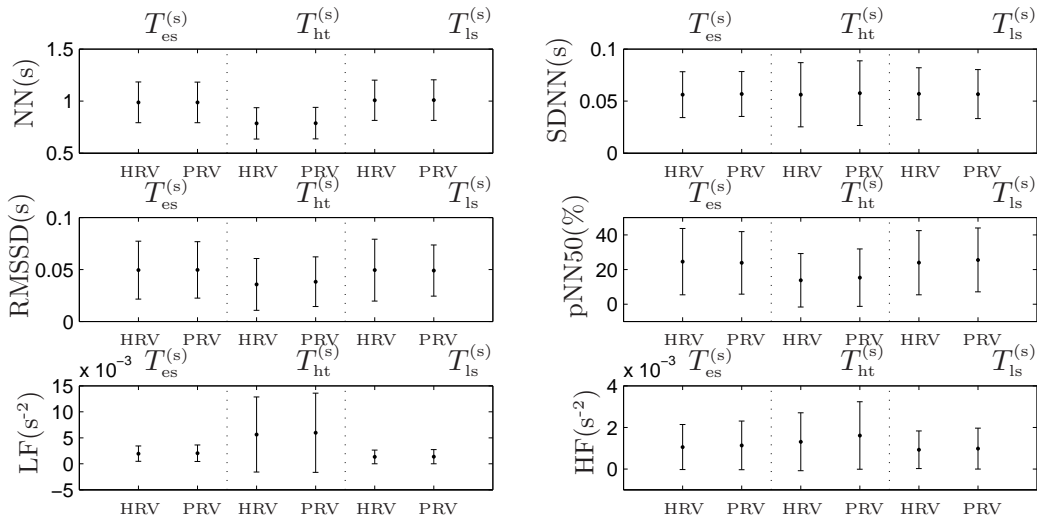 T_es^(s) T_ht^(s) T_ls^(s)
NN(s)
1.5
1
0.5
HRV PRV HRV PRV HRV PRV
T_es^(s) T_ht^(s) T_ls^(s)
SDNN(s)
0.1
0.05
0
HRV PRV HRV PRV HRV PRV
T_es^(s) T_ht^(s) T_ls^(s)
RMSSD(s)
0.1
0.05
0
HRV PRV HRV PRV HRV PRV
T_es^(s) T_ht^(s) T_ls^(s)
pNN50(%)
40
20
0
HRV PRV HRV PRV HRV PRV
x 10^-3
T_es^(s) T_ht^(s) T_ls^(s)
LF(s^-2)
15
10
5
0
−5
HRV PRV HRV PRV HRV PRV
x 10^-3
T_es^(s) T_ht^(s) T_ls^(s)
HF(s^-2)
4
2
0
HRV PRV HRV PRV HRV PRV